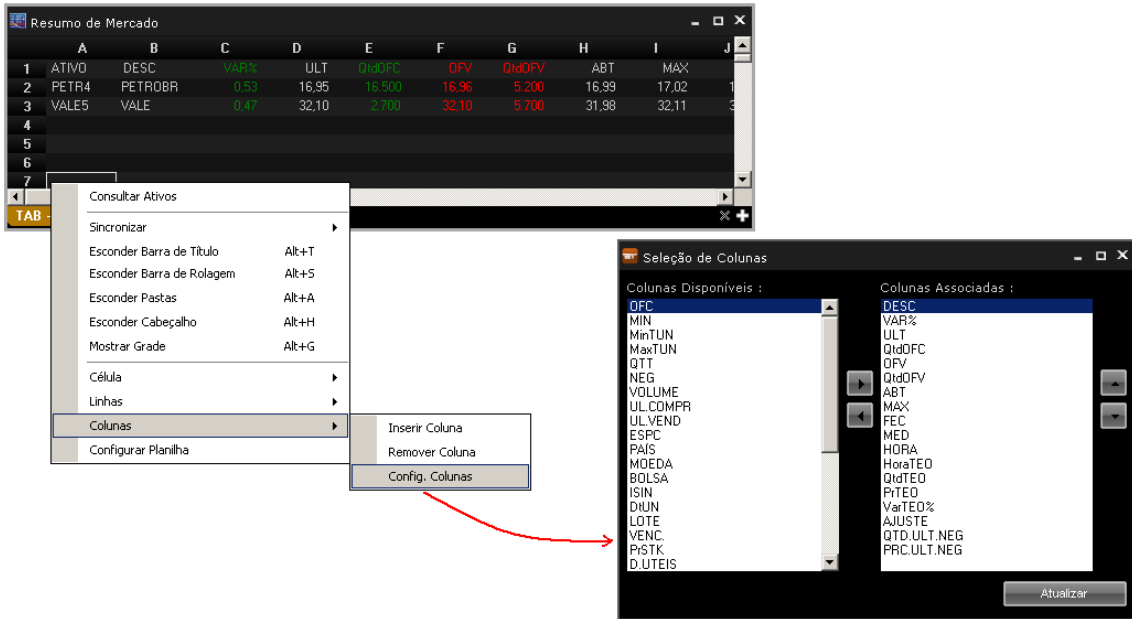 Resumo de Mercado
A B C D E F G H I J
1 ATIVO DESC VAR% ULT QtdOFC OFV QtdOFV ABT MAX
2 PETR4 PETROBR 0,53 16,95 16.500 16,96 5.200 16,99 17,02 1
3 VALE5 VALE 0,47 32,10 2.700 32,10 5.700 31,98 32,11 3
4
5
6
7
TAB -
Consultar Ativos
Sincronizar
Esconder Barra de Título Alt+T
Esconder Barra de Rolagem Alt+S
Esconder Pastas Alt+A
Esconder Cabeçalho Alt+H
Mostrar Grade Alt+G
Célula
Linhas
Colunas
Configurar Planilha
Inserir Coluna
Remover Coluna
Config. Colunas
Seleção de Colunas
Colunas Disponíveis :
OFC
MIN
MinTUN
MaxTUN
QTT
NEG
VOLUME
UL.COMPR
UL.VEND
ESPC
PAÍS
MOEDA
BOLSA
ISIN
DtUN
LOTE
VENC.
PrSTK
D.UTEIS
Colunas Associadas :
DESC
VAR%
ULT
QtdOFC
OFV
QtdOFV
ABT
MAX
FEC
MED
HORA
HoraTEO
QtdTEO
PrTEO
VarTEO%
AJUSTE
QTD.ULT.NEG
PRC.ULT.NEG
Atualizar